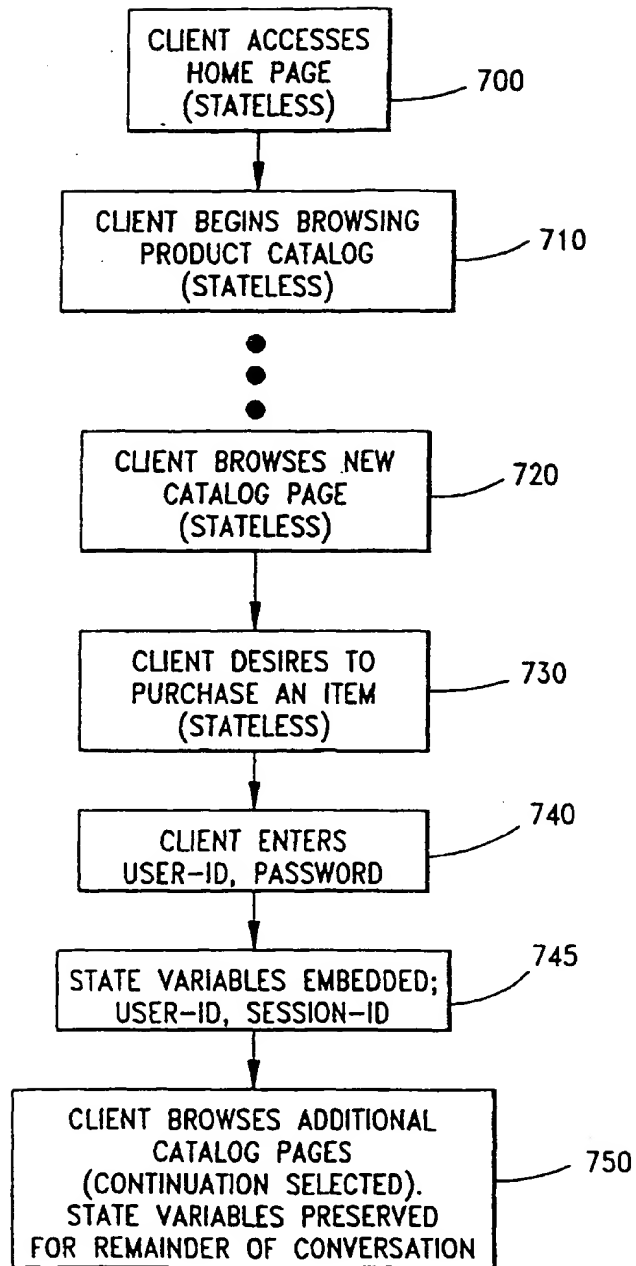 CLIENT ACCESSES
HOME PAGE
(STATELESS)
700
CLIENT BEGINS BROWSING
PRODUCT CATALOG
(STATELESS)
710
CLIENT BROWSES NEW
CATALOG PAGE
(STATELESS)
720
CLIENT DESIRES TO
PURCHASE AN ITEM
(STATELESS)
730
CLIENT ENTERS
USER-ID, PASSWORD
740
STATE VARIABLES EMBEDDED;
USER-ID, SESSION-ID
745
CLIENT BROWSES ADDITIONAL
CATALOG PAGES
(CONTINUATION SELECTED).
STATE VARIABLES PRESERVED
FOR REMAINDER OF CONVERSATION
750